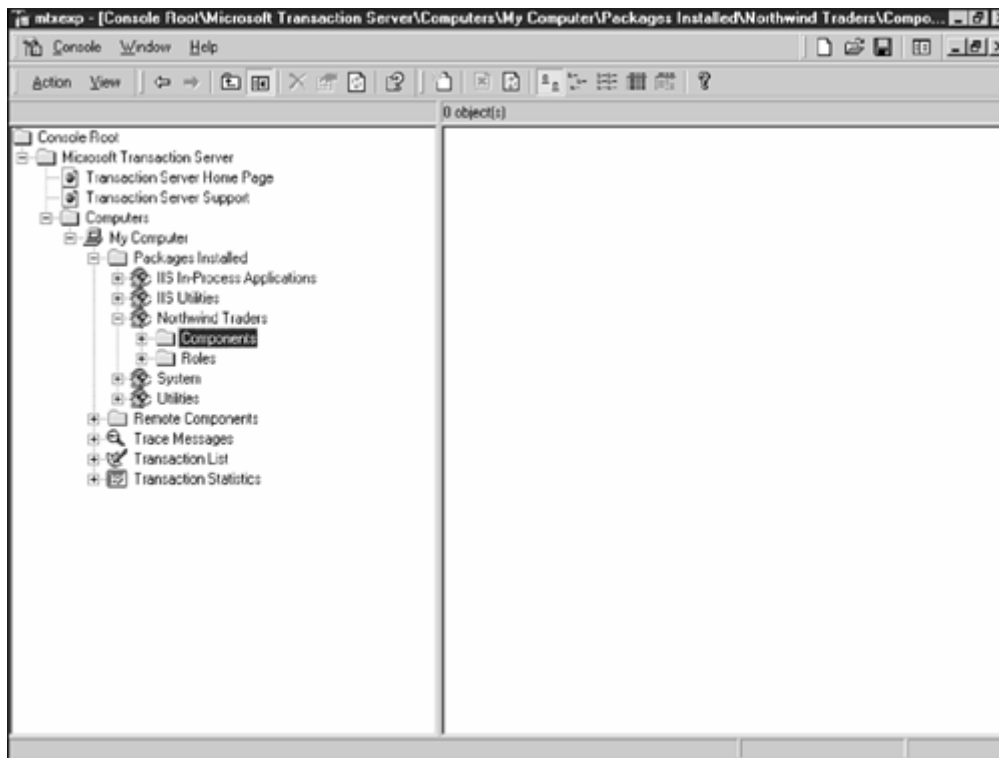 mtxexp - [Console Root\Microsoft Transaction Server\Computers\My Computer\Packages Installed\Northwind Traders\Compo...
Console Window Help
Action View
0 object(s)
Console Root
Microsoft Transaction Server
Transaction Server Home Page
Transaction Server Support
Computers
My Computer
Packages Installed
IIS In-Process Applications
IIS Utilities
Northwind Traders
Components
Roles
System
Utilities
Remote Components
Trace Messages
Transaction List
Transaction Statistics